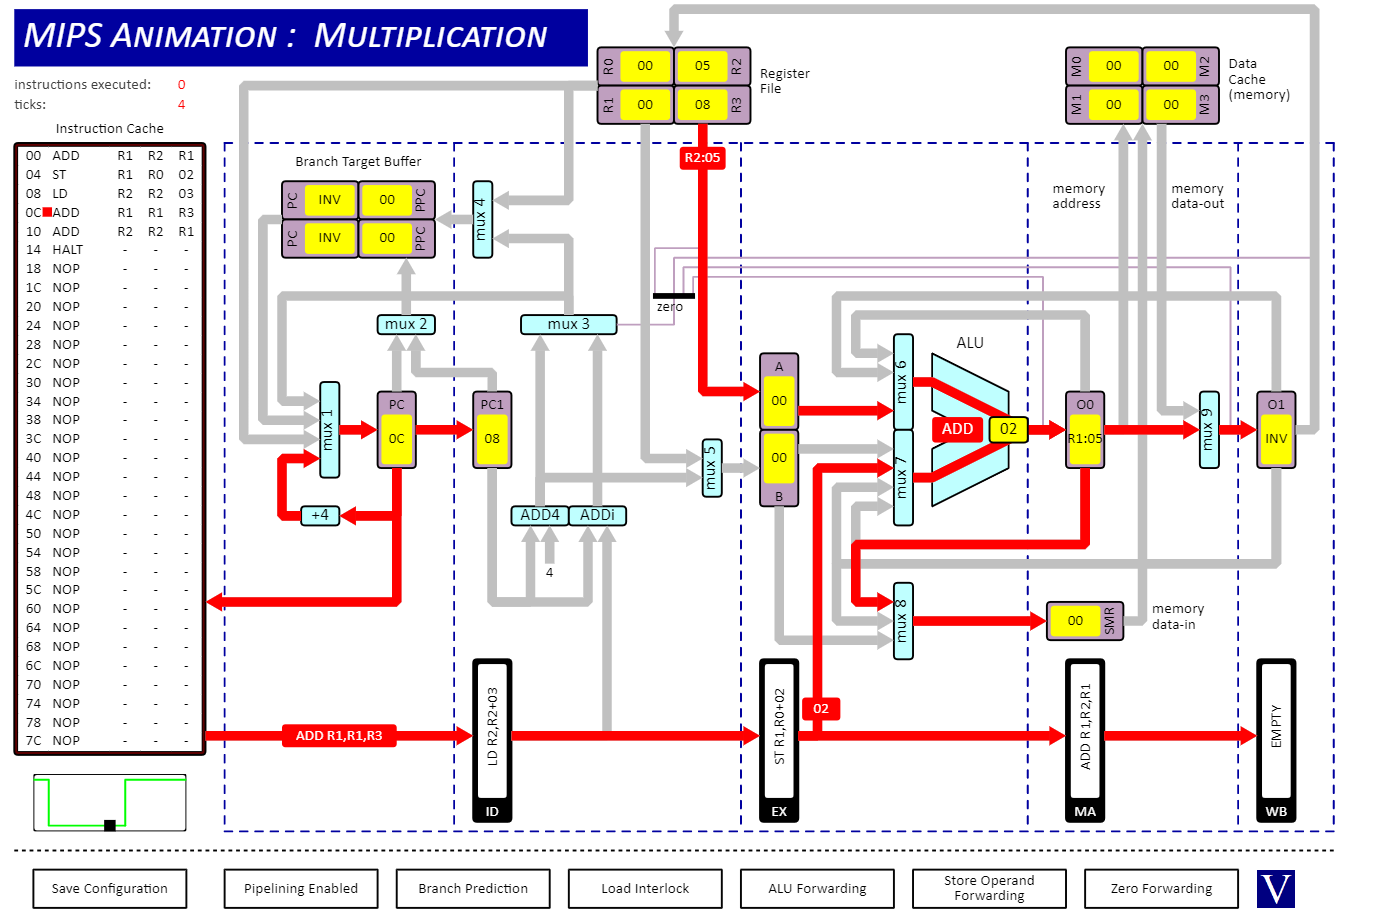 MIPS ANIMATION : MULTIPLICATION
instructions executed: 0
ticks: 4
Instruction Cache
00 ADD R1 R2 R1
04 ST R1 R0 02
08 LD R2 R2 03
0C ADD R1 R1 R3
10 ADD R2 R2 R1
14 HALT - - -
18 NOP - - -
1C NOP - - -
20 NOP - - -
24 NOP - - -
28 NOP - - -
2C NOP - - -
30 NOP - - -
34 NOP - - -
38 NOP - - -
3C NOP - - -
40 NOP - - -
44 NOP - - -
48 NOP - - -
4C NOP - - -
50 NOP - - -
54 NOP - - -
58 NOP - - -
5C NOP - - -
60 NOP - - -
64 NOP - - -
68 NOP - - -
6C NOP - - -
70 NOP - - -
74 NOP - - -
78 NOP - - -
7C NOP - - -
R0 00 05 R2
R1 00 08 R3
Register
File
M0 00 00 M2
M1 00 00 M3
Data
Cache
(memory)
Branch Target Buffer
PC INV 00 PPC
PC INV 00 PPC
mux 4
R2:05
memory
address
memory
data-out
zero
mux 2
mux 3
ALU
mux 1
PC
0C
PC1
08
mux 5
A
00
00
B
mux 6
mux 7
ADD
02
O0
R1:05
mux 9
O1
INV
+4
ADD4
ADDi
4
mux 8
00 SMR
memory
data-in
ADD R1,R1,R3
LD R2,R2+03
ID
ST R1,R0+02
EX
02
ADD R1,R2,R1
MA
EMPTY
WB
Save Configuration
Pipelining Enabled
Branch Prediction
Load Interlock
ALU Forwarding
Store Operand
Forwarding
Zero Forwarding
V